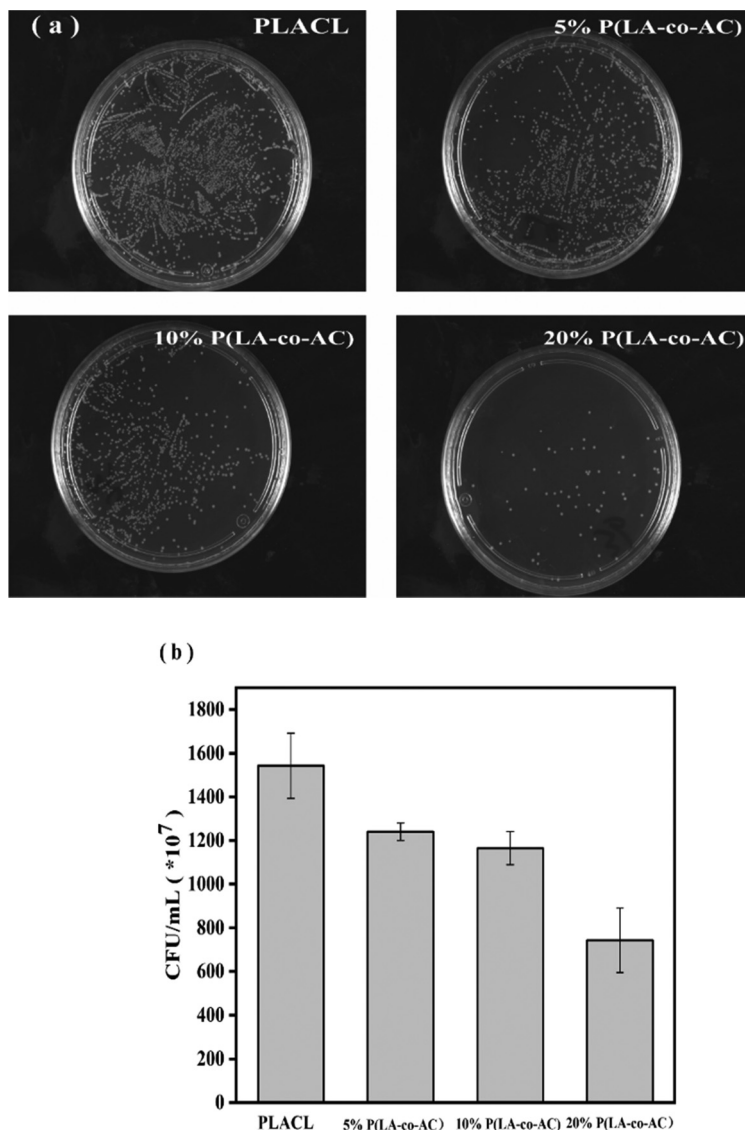 ( a )
PLACL
5% P(LA-co-AC)
10% P(LA-co-AC)
20% P(LA-co-AC)
( b )
CFU/mL ( *10^7 )
1800
1600
1400
1200
1000
800
600
400
200
0
PLACL
5% P(LA-co-AC)
10% P(LA-co-AC)
20% P(LA-co-AC)